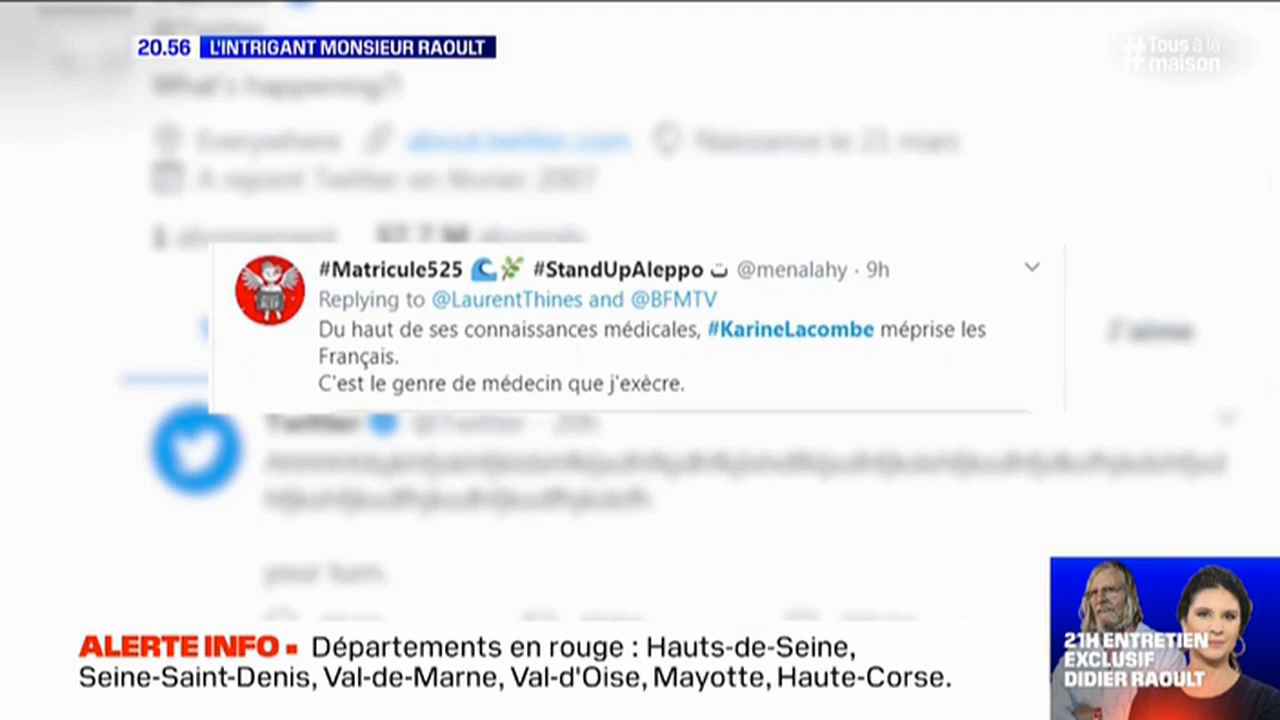 20.56 L'INTRIGANT MONSIEUR RAOULT
#Tous à la
maison
What's happening?!
Everywhere about.twitter.com Naissance le 21 mars
A rejoint Twitter en février 2007
1 abonnement abonnés
#Matricule525 🌊🌿 #StandUpAleppo ت @menalahy · 9h
Replying to @LaurentThines and @BFMTV
Du haut de ses connaissances médicales, #KarineLacombe méprise les
Français.
C'est le genre de médecin que j'exècre.
J'aime
Twitter @Twitter · 20h
your turn.
ALERTE INFO Départements en rouge : Hauts-de-Seine,
Seine-Saint-Denis, Val-de-Marne, Val-d'Oise, Mayotte, Haute-Corse.
21H ENTRETIEN
EXCLUSIF
DIDIER RAOULT